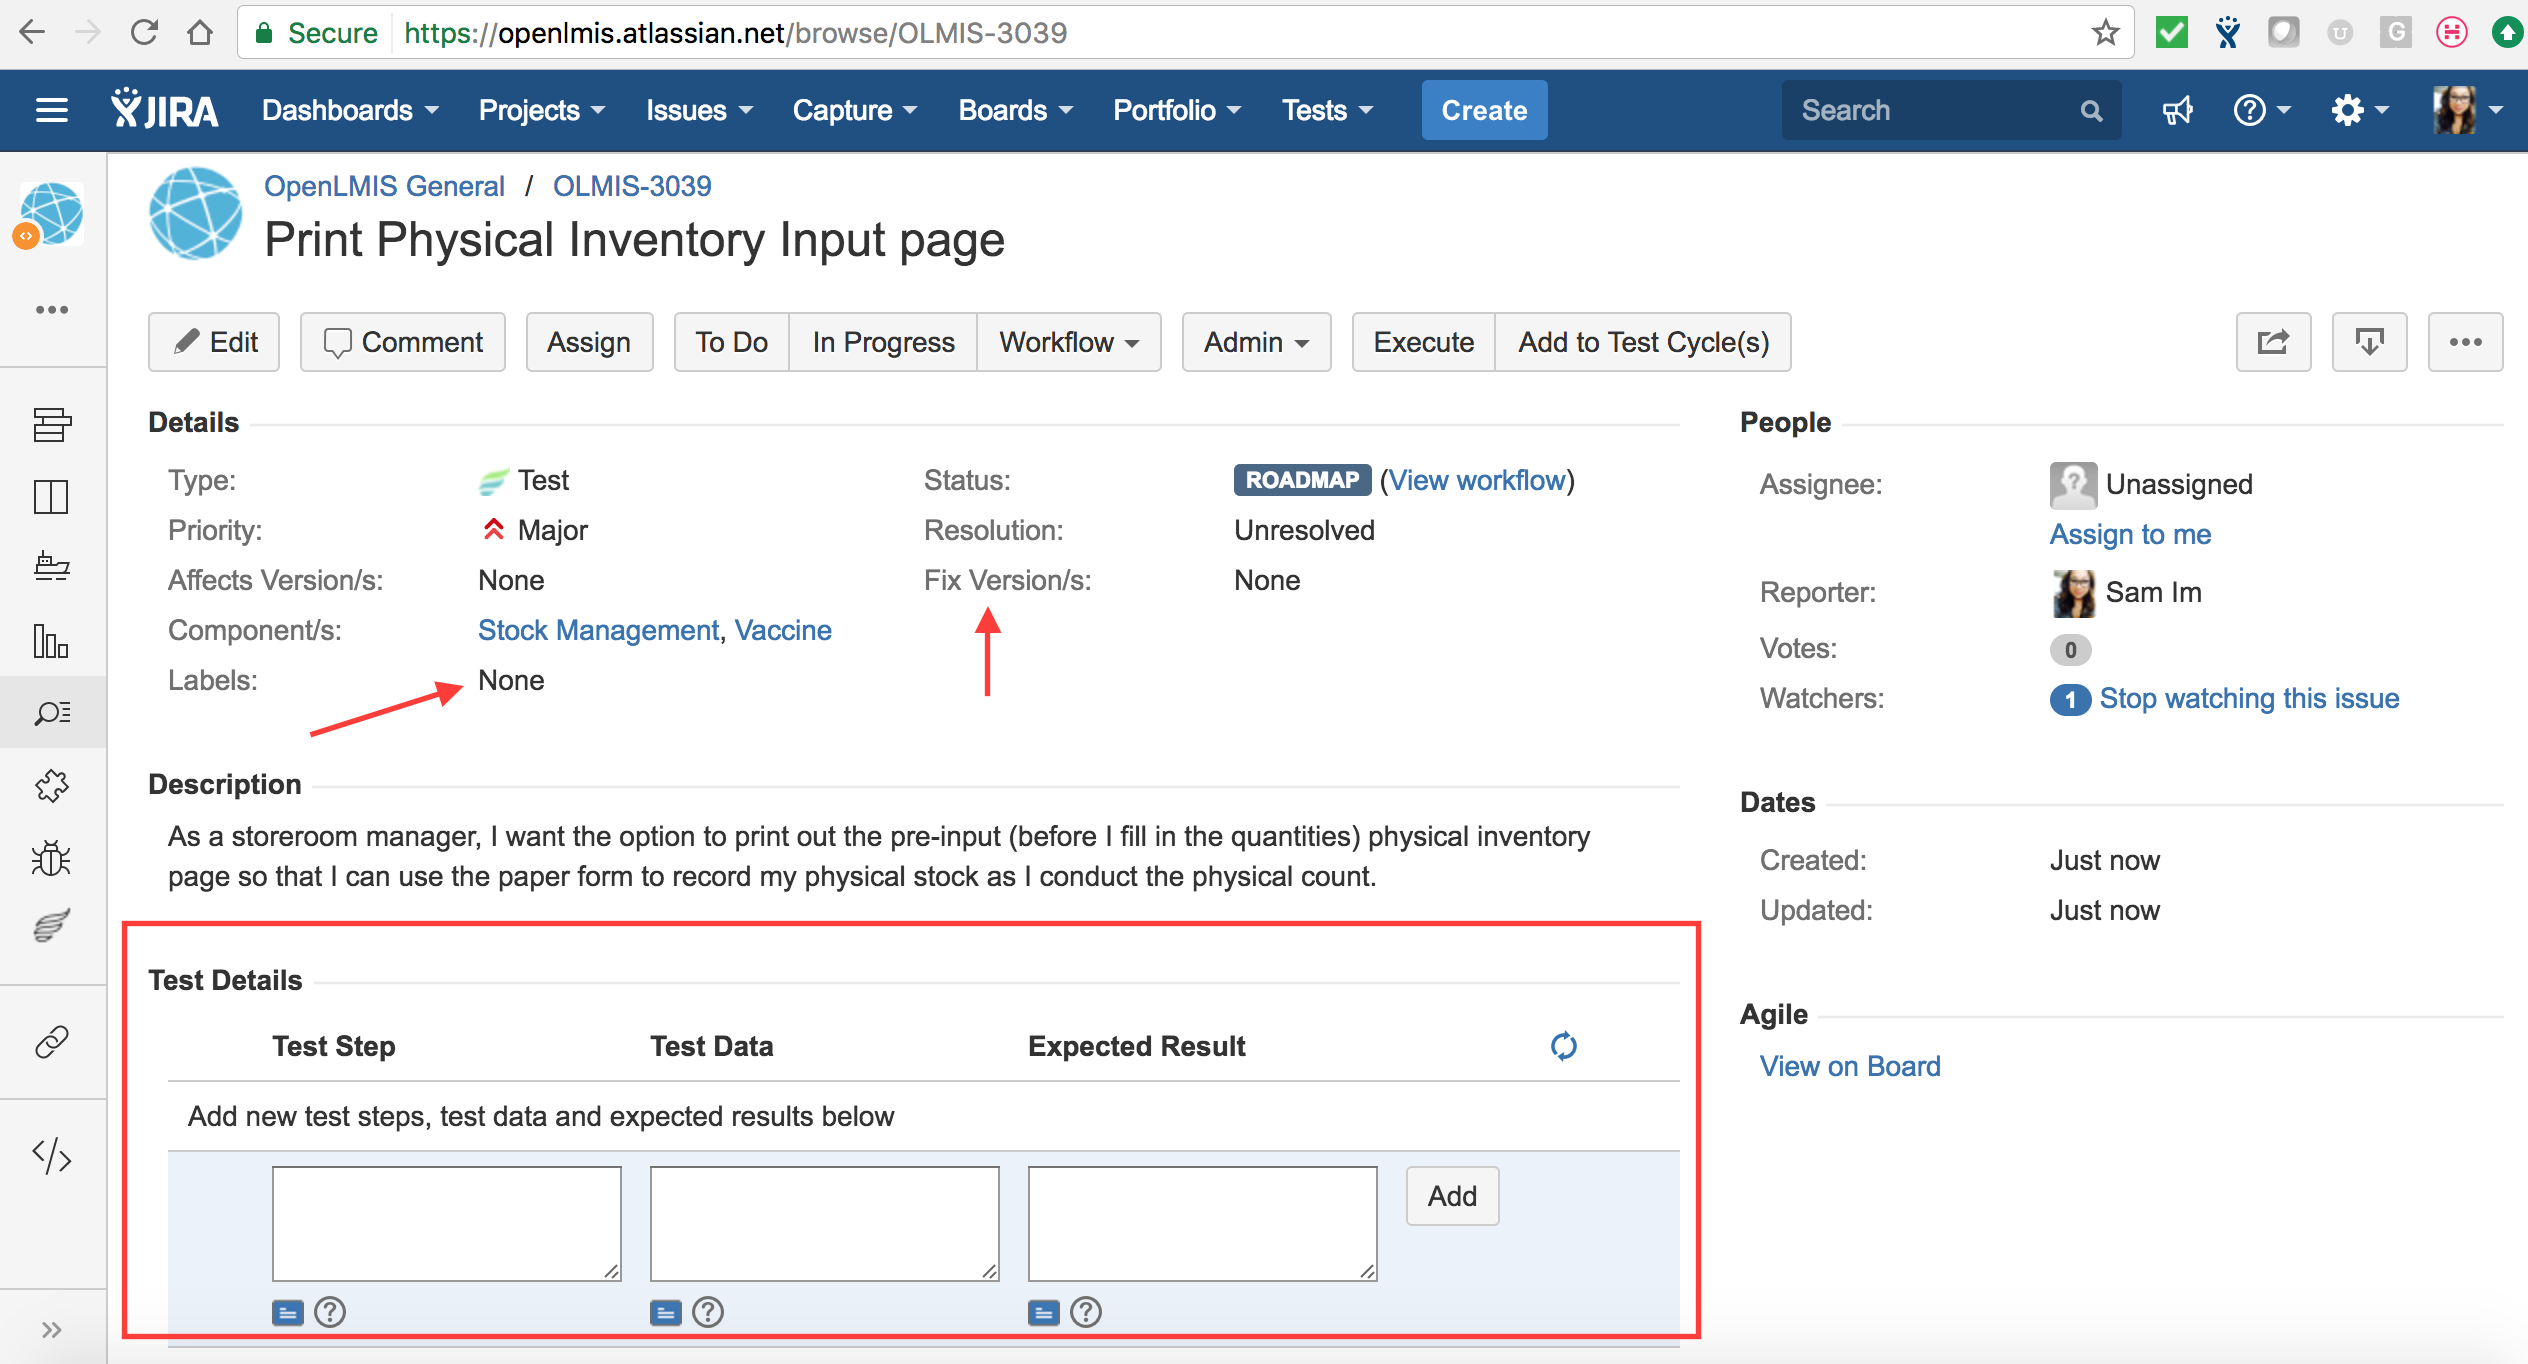 Secure https://openlmis.atlassian.net/browse/OLMIS-3039
JIRA Dashboards Projects Issues Capture Boards Portfolio Tests Create Search
OpenLMIS General / OLMIS-3039
Print Physical Inventory Input page
Edit Comment Assign To Do In Progress Workflow Admin Execute Add to Test Cycle(s)
Details
Type: Test
Priority: Major
Affects Version/s: None
Component/s: Stock Management, Vaccine
Labels: None
Status: ROADMAP (View workflow)
Resolution: Unresolved
Fix Version/s: None
Description
As a storeroom manager, I want the option to print out the pre-input (before I fill in the quantities) physical inventory
page so that I can use the paper form to record my physical stock as I conduct the physical count.
Test Details
Test Step Test Data Expected Result
Add new test steps, test data and expected results below
Add
People
Assignee: Unassigned
Assign to me
Reporter: Sam Im
Votes: 0
Watchers: 1 Stop watching this issue
Dates
Created: Just now
Updated: Just now
Agile
View on Board